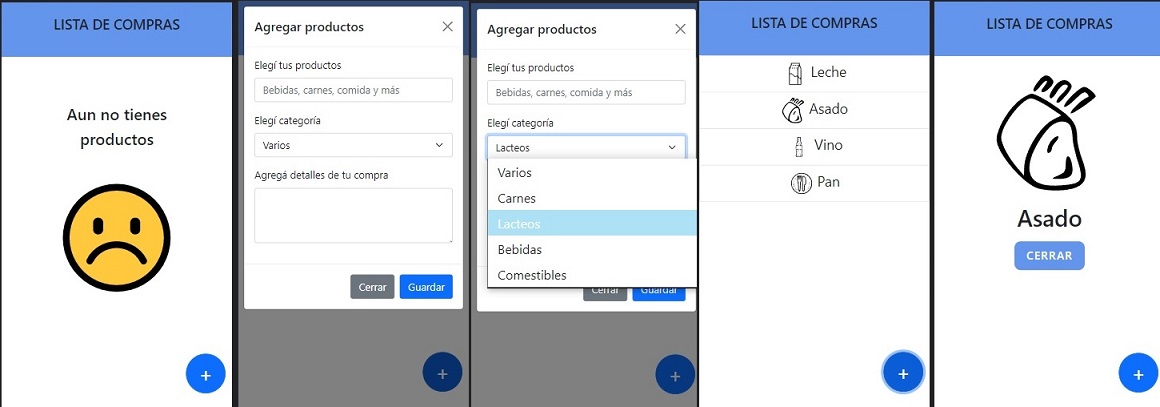 LISTA DE COMPRAS
Aun no tienes
productos
+
Agregar productos
Elegí tus productos
Bebidas, carnes, comida y más
Elegí categoría
Varios
Agregá detalles de tu compra
Cerrar
Guardar
+
Agregar productos
Elegí tus productos
Bebidas, carnes, comida y más
Elegí categoría
Lacteos
Varios
Carnes
Lacteos
Bebidas
Comestibles
Cerrar
Guardar
+
LISTA DE COMPRAS
Leche
Asado
Vino
Pan
+
LISTA DE COMPRAS
Asado
CERRAR
+